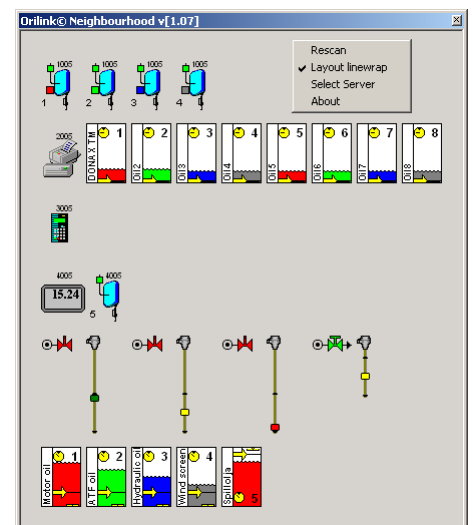 Orilink© Neighbourhood v[1.07]
Rescan
Layout linewrap
Select Server
About
1005 1005 1005 1005
1 2 3 4
2005
1 2 3 4 5 6 7 8
DONAX TM Oil2 Oil3 Oil4 Oil5 Oil6 Oil7 Oil8
3005
4005 4005
15.24
5
1 2 3 4
Motor oil ATF oil Hydraulic oil Wind screen Spillolja
5